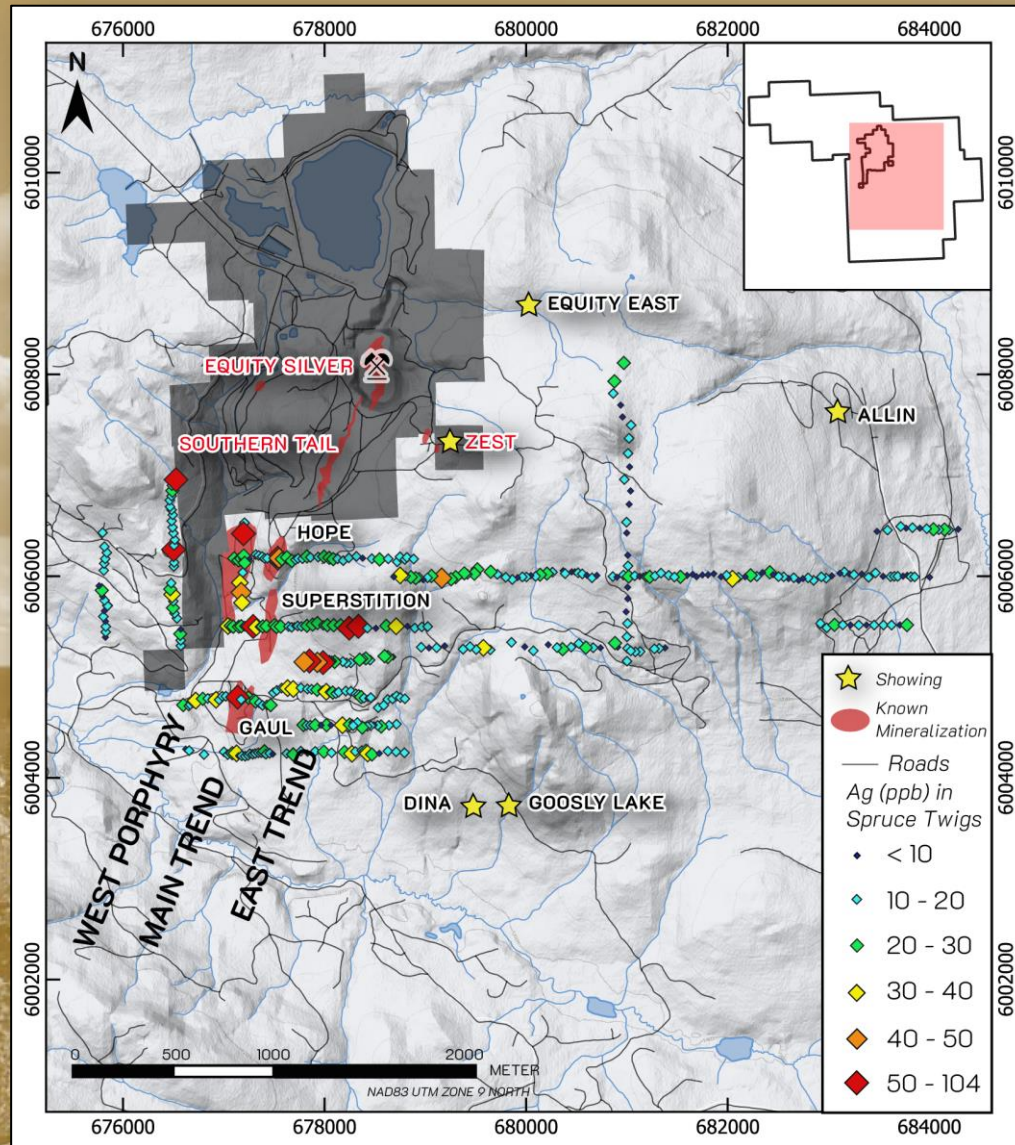 676000 678000 680000 682000 684000
N
6010000
6010000
EQUITY EAST
EQUITY SILVER
6008000
6008000
ALLIN
SOUTHERN TAIL
ZEST
HOPE
6006000
6006000
SUPERSTITION
GAUL
WEST PORPHYRY
MAIN TREND
EAST TREND
6004000
6004000
DINA
GOOSLY LAKE
6002000
6002000
0 500 1000 2000
METER
NAD83 UTM ZONE 9 NORTH
Showing
Known
Mineralization
Roads
Ag (ppb) in
Spruce Twigs
< 10
10 - 20
20 - 30
30 - 40
40 - 50
50 - 104
676000 678000 680000 682000 684000